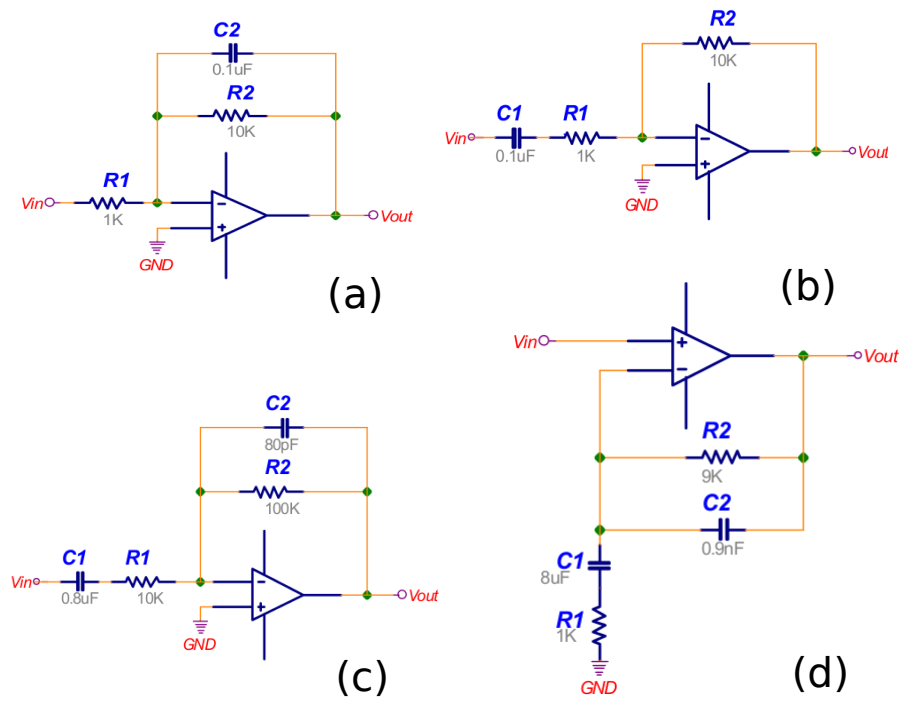 C2
0.1uF
R2
10K
R1
Vin
1K
- 
+
Vout
GND
(a)
R2
10K
C1
R1
Vin
0.1uF
1K
-
+
Vout
GND
(b)
C2
80pF
R2
100K
C1
R1
Vin
0.8uF
10K
-
+
Vout
GND
(c)
Vin
+
-
Vout
R2
9K
C2
0.9nF
C1
8uF
R1
1K
GND
(d)